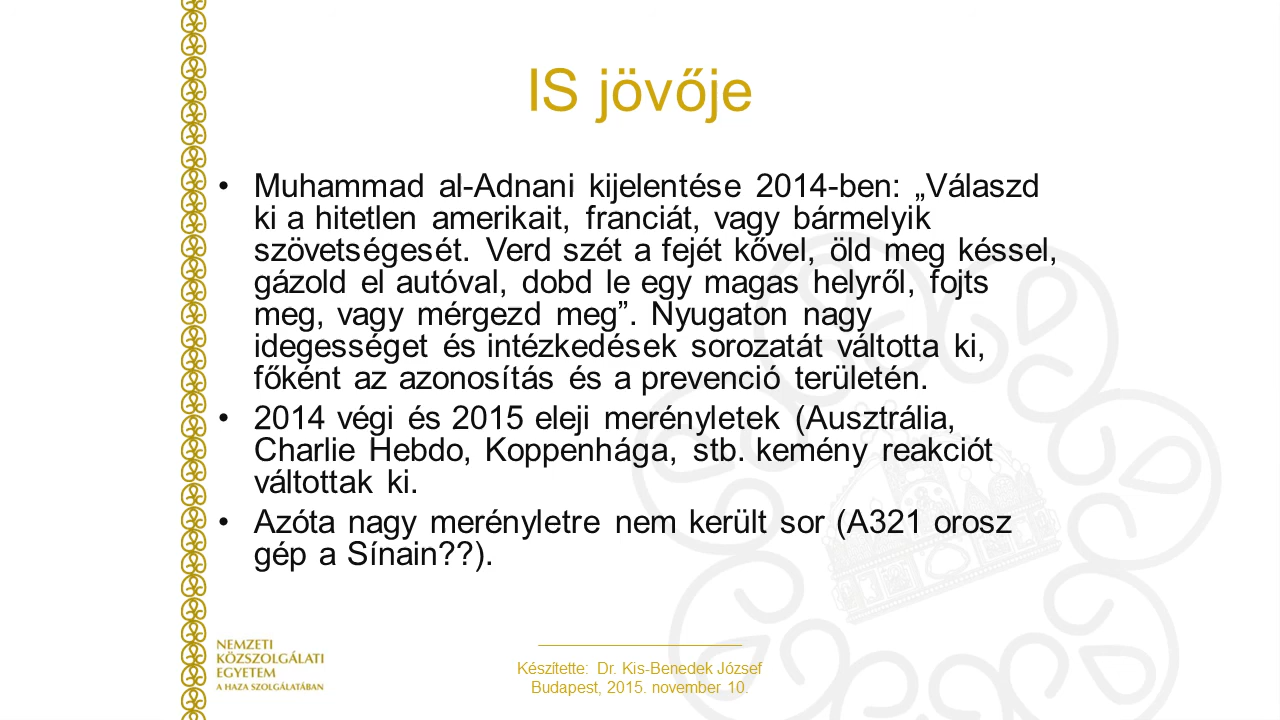 IS jövője
• Muhammad al-Adnani kijelentése 2014-ben: „Válaszd
ki a hitetlen amerikait, franciát, vagy bármelyik
szövetségesét. Verd szét a fejét kővel, öld meg késsel,
gázold el autóval, dobd le egy magas helyről, fojts
meg, vagy mérgezd meg”. Nyugaton nagy
idegességet és intézkedések sorozatát váltotta ki,
főként az azonosítás és a prevenció területén.
• 2014 végi és 2015 eleji merényletek (Ausztrália,
Charlie Hebdo, Koppenhága, stb. kemény reakciót
váltottak ki.
• Azóta nagy merényletre nem került sor (A321 orosz
gép a Sínain??).
NEMZETI
KÖZSZOLGÁLATI
EGYETEM
A HAZA SZOLGÁLATÁBAN
Készítette: Dr. Kis-Benedek József
Budapest, 2015. november 10.